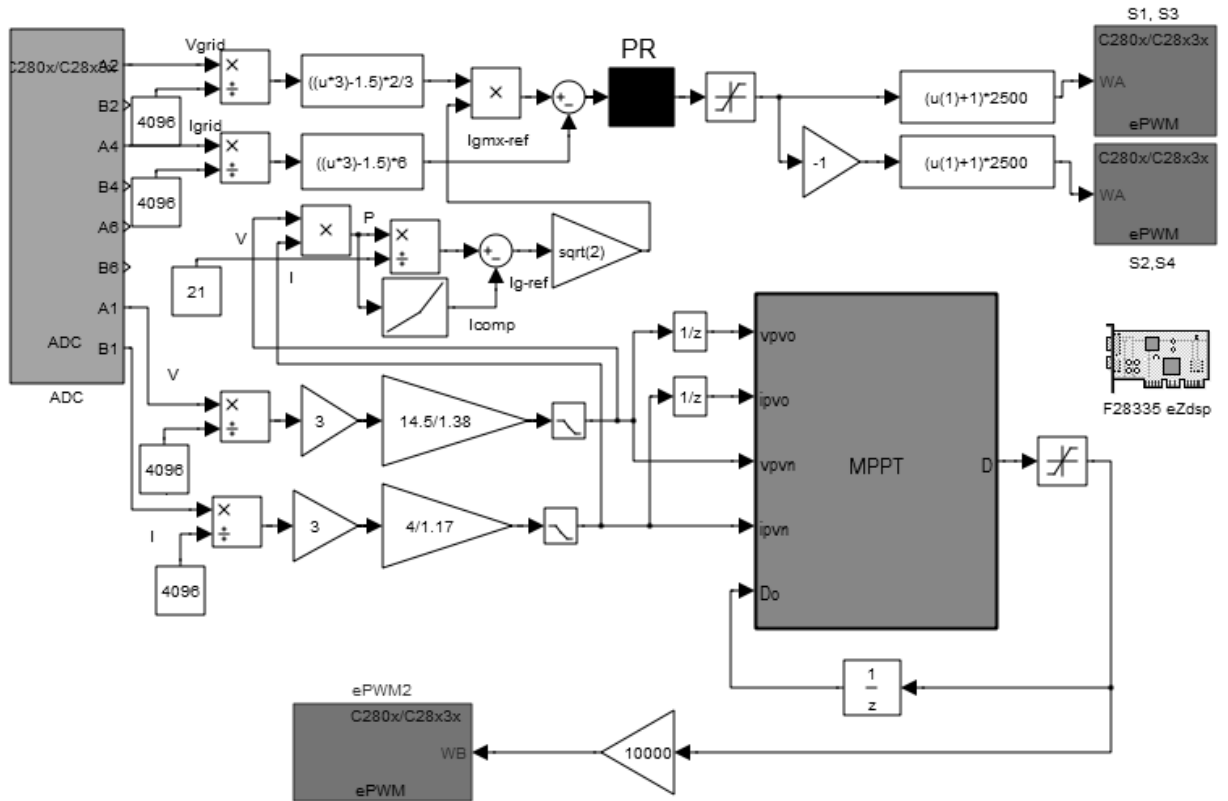 S1, S3
C280x/C28x3x
WA
ePWM
C280x/C28x3x
WA
ePWM
S2,S4
C280x/C28x3x
A2
B2
A4
B4
A6
B6
A1
B1
ADC
ADC
Vgrid
×
÷
4096
((u*3)-1.5)*2/3
×
Igmx-ref
+
−
PR
(u(1)+1)*2500
-1
(u(1)+1)*2500
Igrid
×
÷
4096
((u*3)-1.5)*6
V
I
×
P
×
÷
21
+
−
Ig-ref
Icomp
sqrt(2)
V
×
÷
4096
3
14.5/1.38
I
×
÷
4096
3
4/1.17
1/z
1/z
vpvo
ipvo
vpvn
ipvn
Do
MPPT
D
F28335 eZdsp
1
z
10000
ePWM2
C280x/C28x3x
WB
ePWM